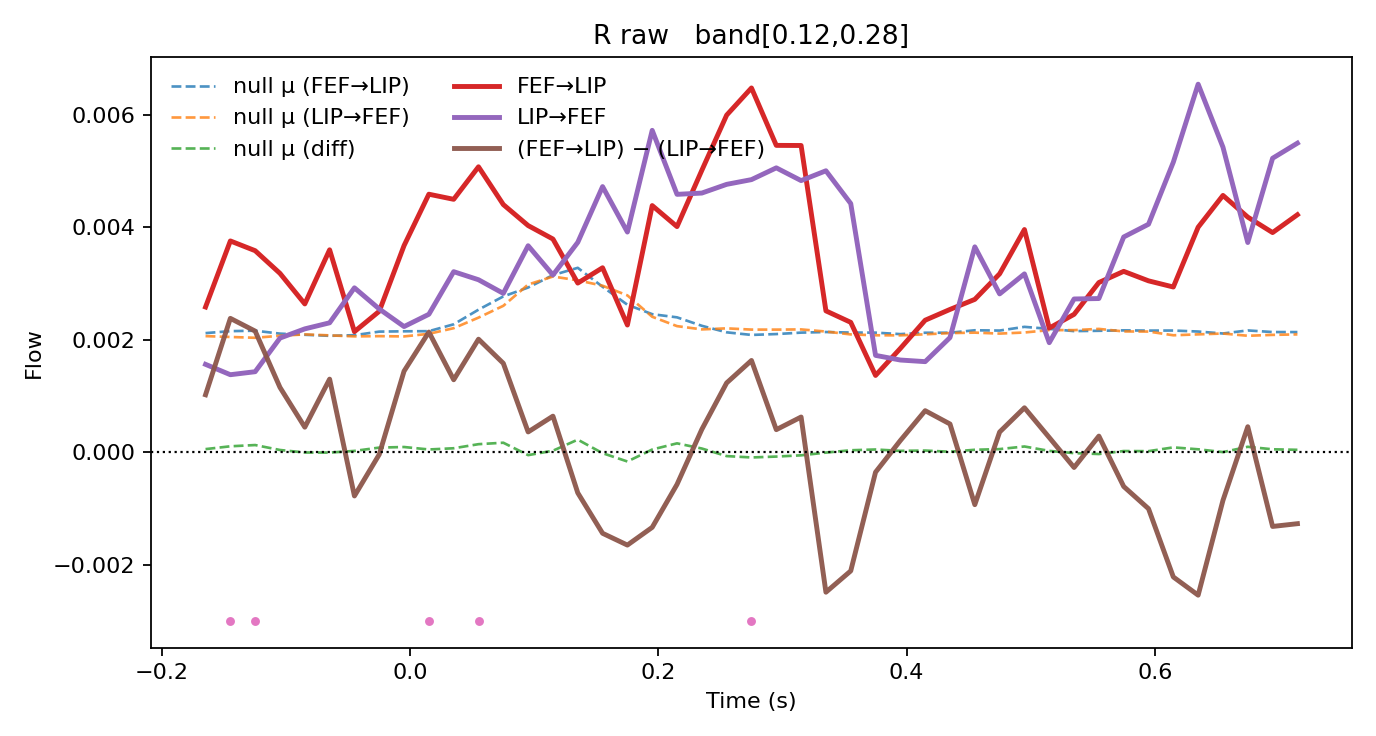 R raw   band[0.12,0.28]
null μ (FEF→LIP)
null μ (LIP→FEF)
null μ (diff)
FEF→LIP
LIP→FEF
(FEF→LIP) − (LIP→FEF)
Flow
0.006
0.004
0.002
0.000
−0.002
−0.2
0.0
0.2
0.4
0.6
Time (s)